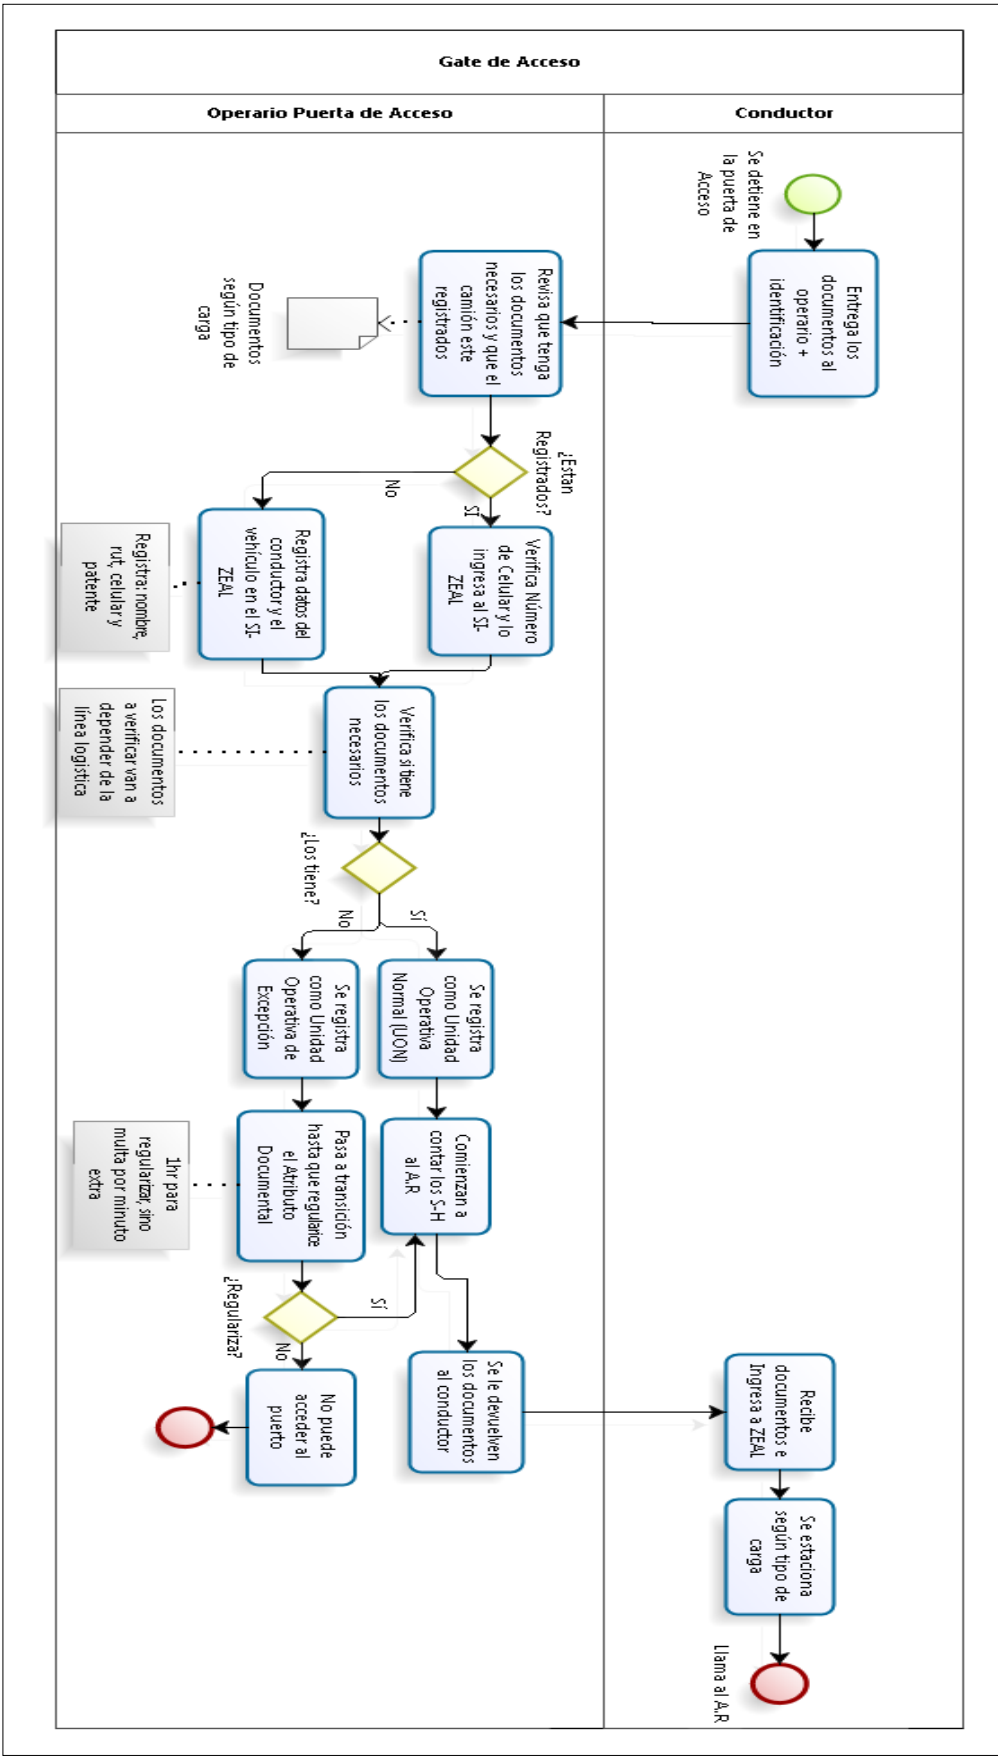 Gate de Acceso
Operario Puerta de Acceso
Conductor
Se detiene en
la puerta de
Acceso
Entrega los
documentos al
operario +
identificación
Revisa que tenga
los documentos
necesarios y que el
camión este
registrados
Documentos
según tipo de
carga
¿Estan
Registrados?
No
SI
Verifica Número
de Celular y lo
ingresa al SI-
ZEAL
Registra datos del
conductor y el
vehículo en el SI-
ZEAL
Registra: nombre,
rut, celular y
patente
Verifica si tiene
los documentos
necesarios
Los documentos
a verificar van a
depender de la
línea logistica
¿Los tiene?
Sí
No
Se registra
como Unidad
Operativa
Normal (UON)
Se registra
como Unidad
Operativa de
Excepción
Comienzan a
contar los S-H
al A.R
Pasa a transición
hasta que regularice
el Atributo
Documental
1hr para
regularizar, sino
multa por minuto
extra
¿Regulariza?
Sí
No
Se le devuelven
los documentos
al conductor
No puede
acceder al
puerto
Recibe
documentos e
Ingresa a ZEAL
Se estaciona
según tipo de
carga
Llama al A.R